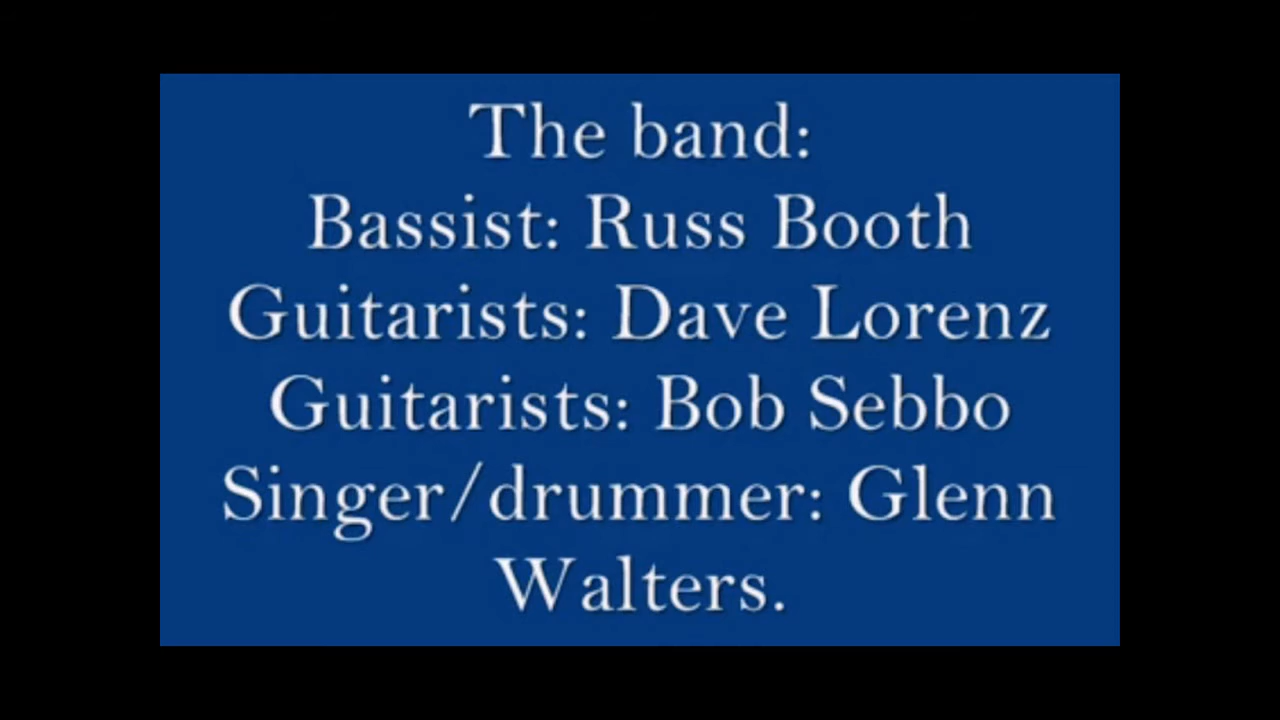 The band:
Bassist: Russ Booth
Guitarists: Dave Lorenz
Guitarists: Bob Sebbo
Singer/drummer: Glenn
Walters.